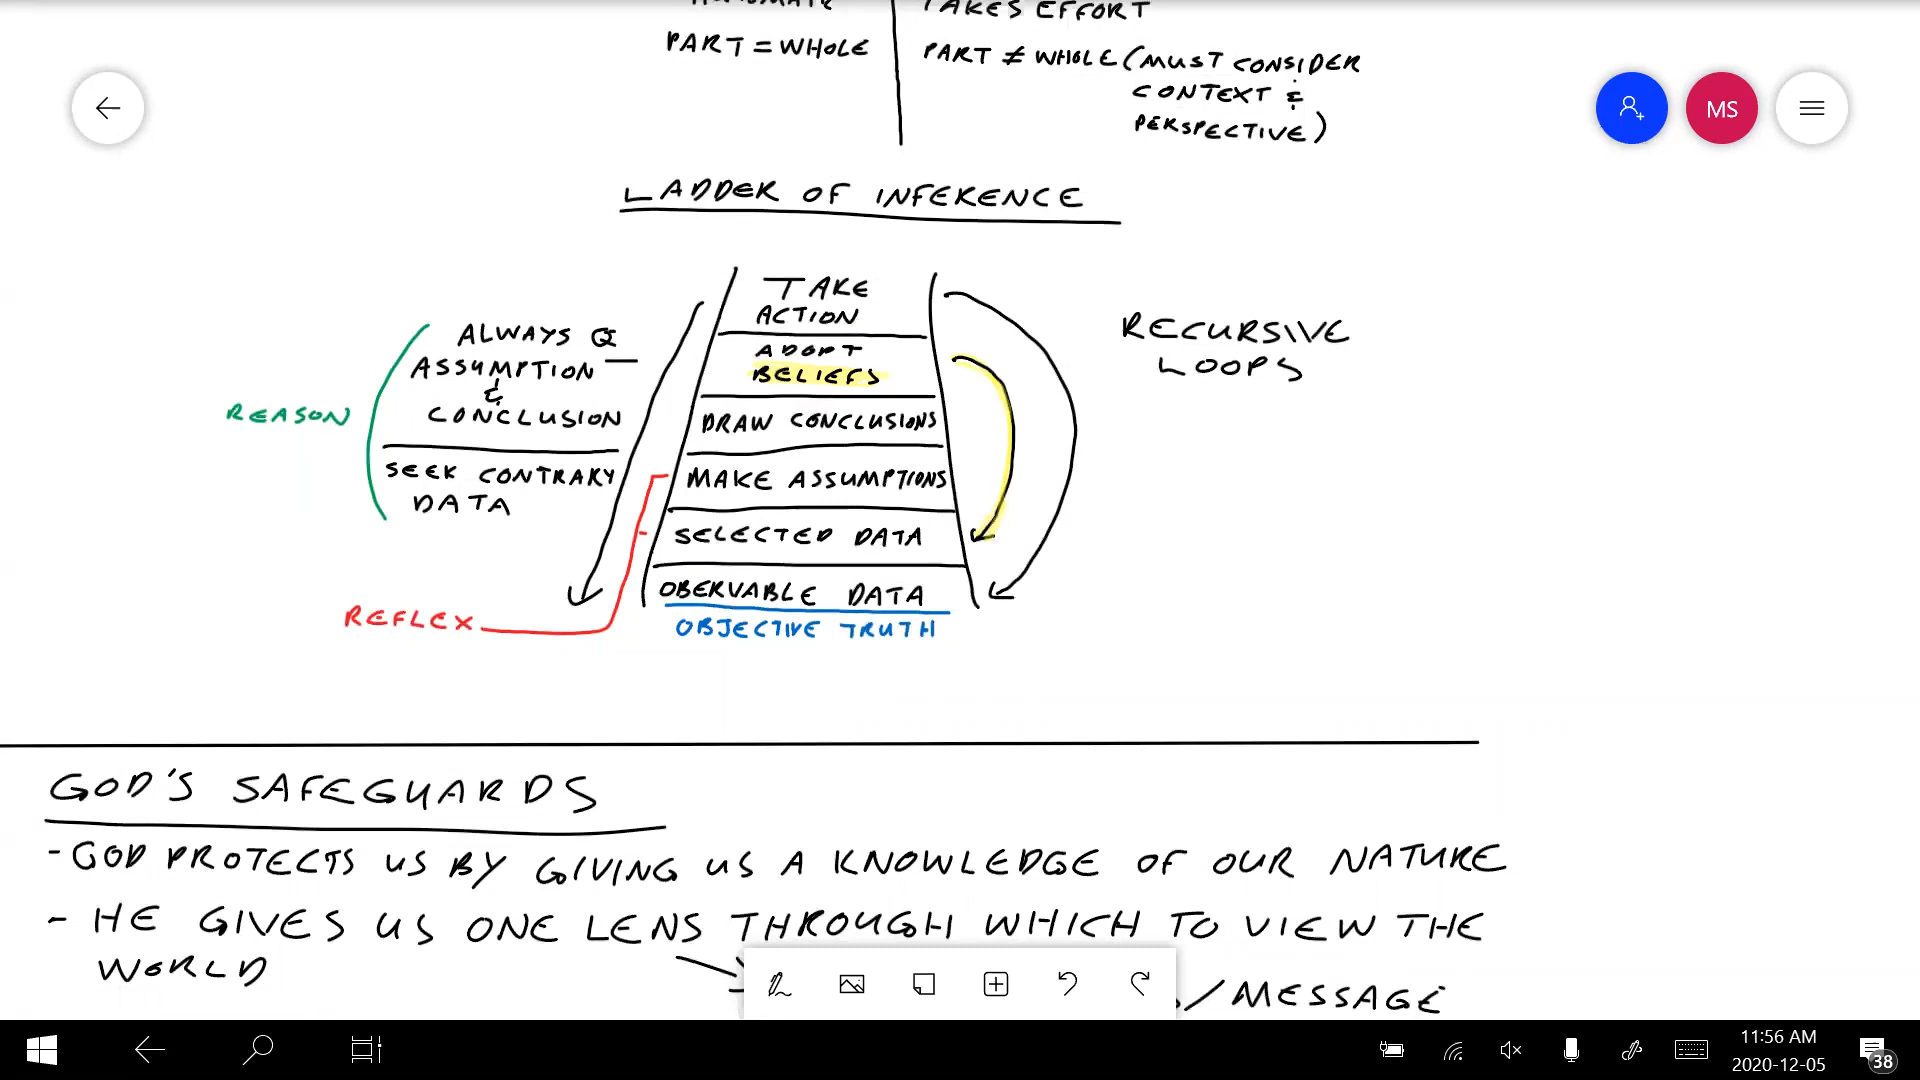 TAKES EFFORT
PART = WHOLE
PART ≠ WHOLE (MUST CONSIDER
CONTEXT &
PERSPECTIVE)
MS
LADDER OF INFERENCE
TAKE
ACTION
ADOPT
BELIEFS
DRAW CONCLUSIONS
MAKE ASSUMPTIONS
SELECTED DATA
OBERVABLE DATA
OBJECTIVE TRUTH
ALWAYS Q
ASSUMPTION
&
CONCLUSION
SEEK CONTRARY
DATA
REASON
REFLEX
RECURSIVE
LOOPS
GOD'S SAFEGUARDS
- GOD PROTECTS US BY GIVING US A KNOWLEDGE OF OUR NATURE
- HE GIVES US ONE LENS THROUGH WHICH TO VIEW THE
WORLD
/MESSAGE
11:56 AM
2020-12-05
38